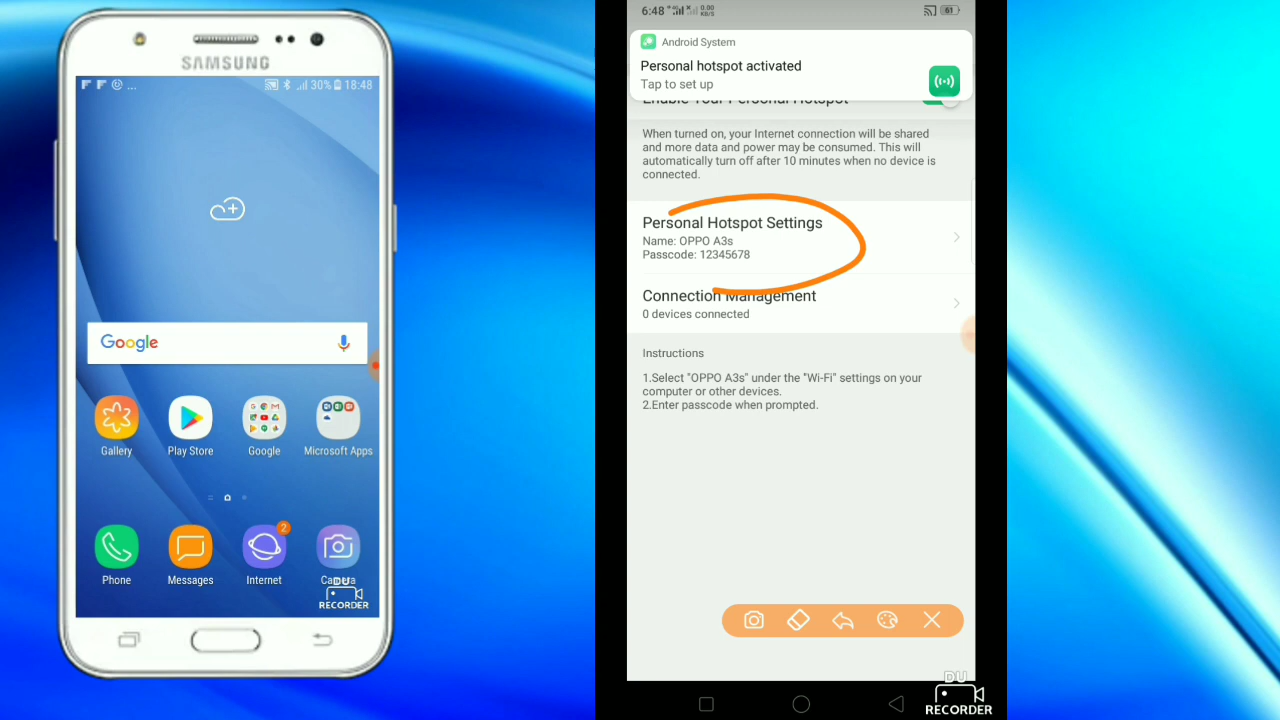 SAMSUNG
... 30% 18:48
Google
Gallery Play Store Google Microsoft Apps
2
Phone Messages Internet Camera
DU
RECORDER
6:48 0.00 KB/S 61
Android System
Personal hotspot activated
Tap to set up
Enable Your Personal Hotspot
When turned on, your Internet connection will be shared
and more data and power may be consumed. This will
automatically turn off after 10 minutes when no device is
connected.
Personal Hotspot Settings
Name: OPPO A3s
Passcode: 12345678
Connection Management
0 devices connected
Instructions
1.Select "OPPO A3s" under the "Wi-Fi" settings on your
computer or other devices.
2.Enter passcode when prompted.
DU
RECORDER